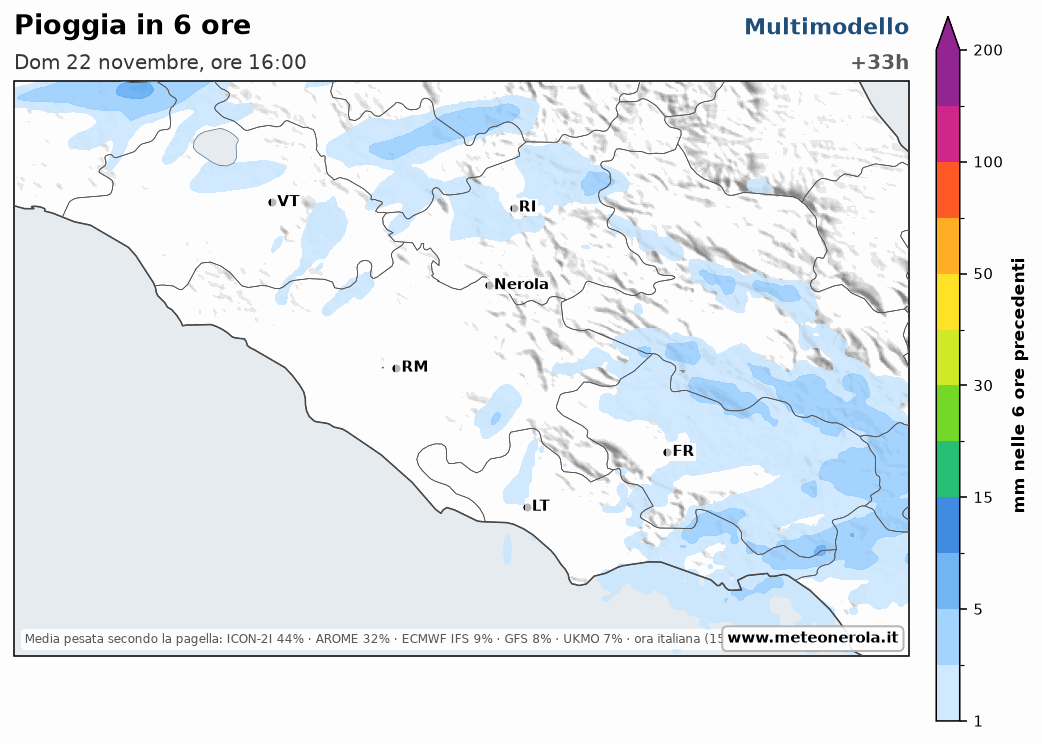 Pioggia in 6 ore
Multimodello
Dom 22 novembre, ore 16:00
+33h
VT
RI
Nerola
RM
FR
LT
Media pesata secondo la pagella: ICON-2I 44% · AROME 32% · ECMWF IFS 9% · GFS 8% · UKMO 7% · ora italiana (15
www.meteonerola.it
200
100
50
30
15
5
1
mm nelle 6 ore precedenti